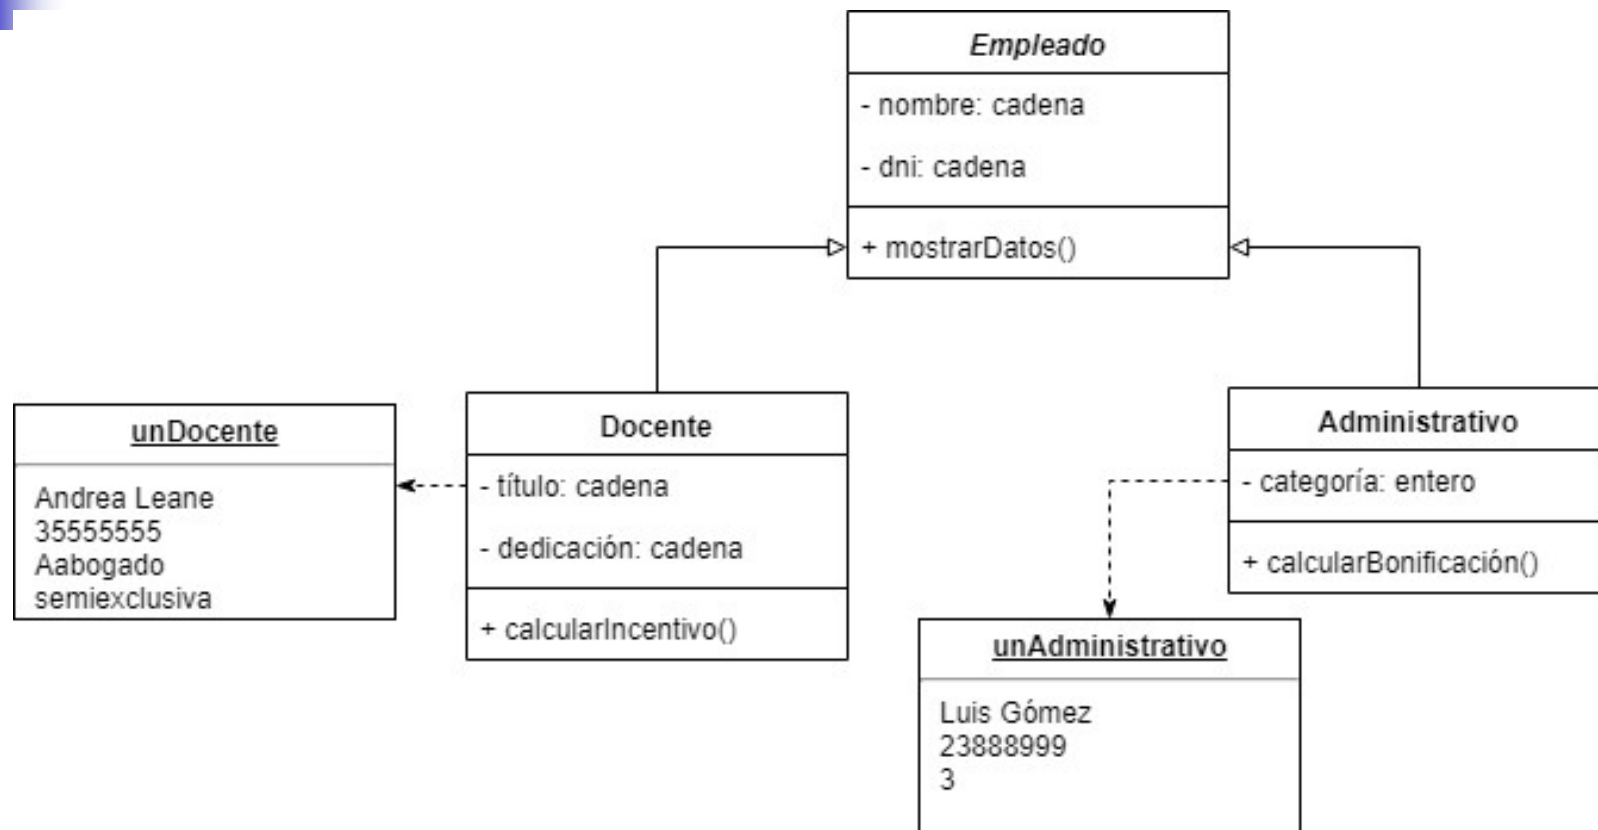 Empleado
- nombre: cadena
- dni: cadena
+ mostrarDatos()
unDocente
Andrea Leane
35555555
Aabogado
semiexclusiva
Docente
- título: cadena
- dedicación: cadena
+ calcularIncentivo()
Administrativo
- categoría: entero
+ calcularBonificación()
unAdministrativo
Luis Gómez
23888999
3